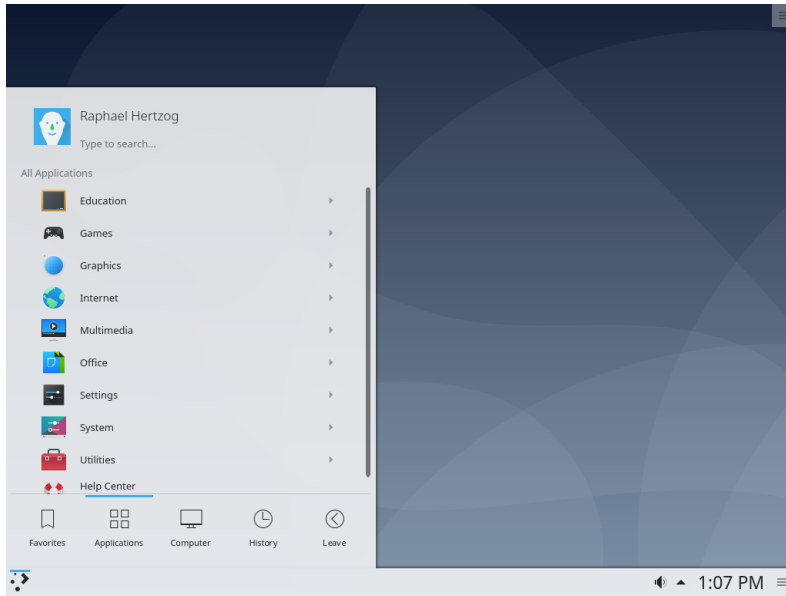 Raphael Hertzog
Type to search...
All Applications
Education
Games
Graphics
Internet
Multimedia
Office
Settings
System
Utilities
Help Center
Favorites Applications Computer History Leave
1:07 PM